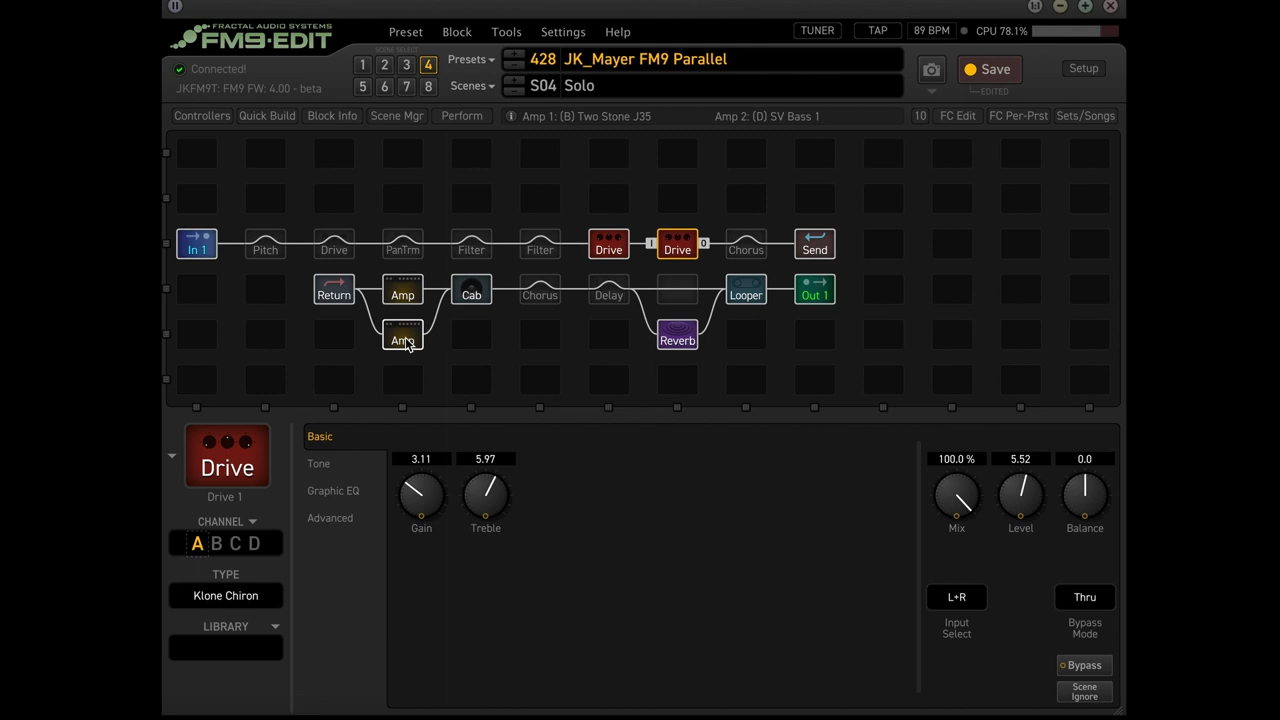 FRACTAL AUDIO SYSTEMS
FM9-EDIT
Preset Block Tools Settings Help
TUNER TAP 89 BPM CPU 78.1%
Connected!
JKFM9T: FM9 FW: 4.00 - beta
SCENE SELECT
1 2 3 4
5 6 7 8
Presets 428 JK_Mayer FM9 Parallel
Scenes S04 Solo
Save
EDITED
Setup
Controllers Quick Build Block Info Scene Mgr Perform Amp 1: (B) Two Stone J35 Amp 2: (D) SV Bass 1 10 FC Edit FC Per-Prst Sets/Songs
In 1 Pitch Drive PanTrm Filter Filter Drive I Drive O Chorus Send
Return Amp Cab Chorus Delay Looper Out 1
Amp Reverb
Drive
Drive 1
CHANNEL
A B C D
TYPE
Klone Chiron
LIBRARY
Basic
Tone
Graphic EQ
Advanced
3.11 5.97
Gain Treble
100.0 % 5.52 0.0
Mix Level Balance
L+R Thru
Input Select
Bypass Mode
Bypass
Scene Ignore